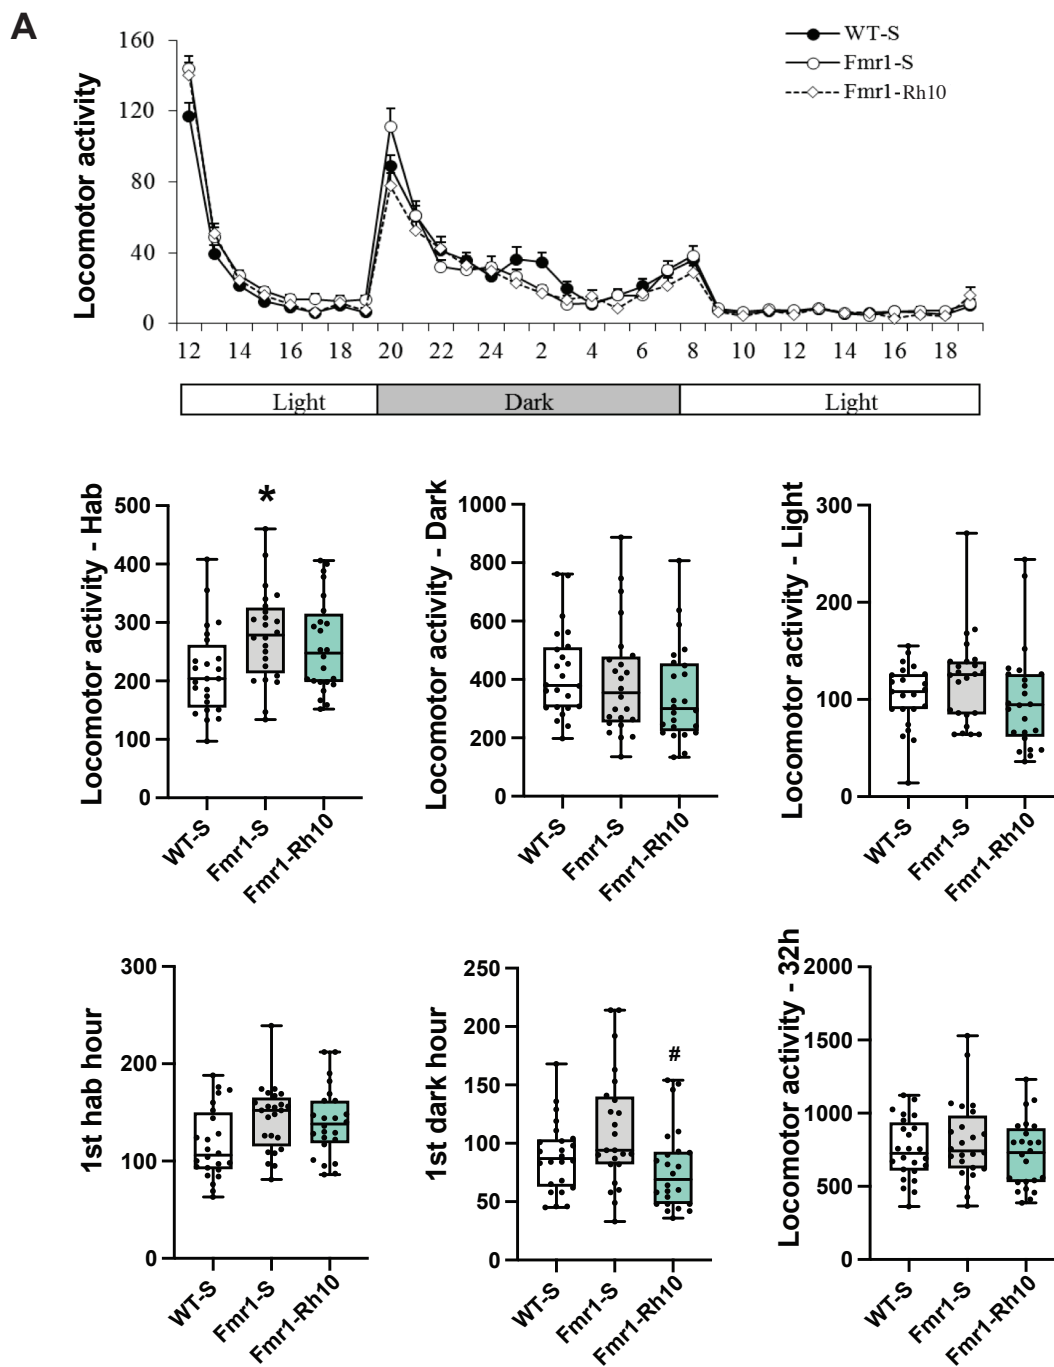 A
WT-S
Fmr1-S
Fmr1-Rh10
Locomotor activity
160
120
80
40
0
12 14 16 18 20 22 24 2 4 6 8 10 12 14 16 18
Light Dark Light
Locomotor activity - Hab
500
400
300
200
100
0
*
WT-S Fmr1-S Fmr1-Rh10
Locomotor activity - Dark
1000
800
600
400
200
0
WT-S Fmr1-S Fmr1-Rh10
Locomotor activity - Light
300
200
100
0
WT-S Fmr1-S Fmr1-Rh10
1st hab hour
300
200
100
0
WT-S Fmr1-S Fmr1-Rh10
1st dark hour
250
200
150
100
50
0
#
WT-S Fmr1-S Fmr1-Rh10
Locomotor activity - 32h
2000
1500
1000
500
0
WT-S Fmr1-S Fmr1-Rh10